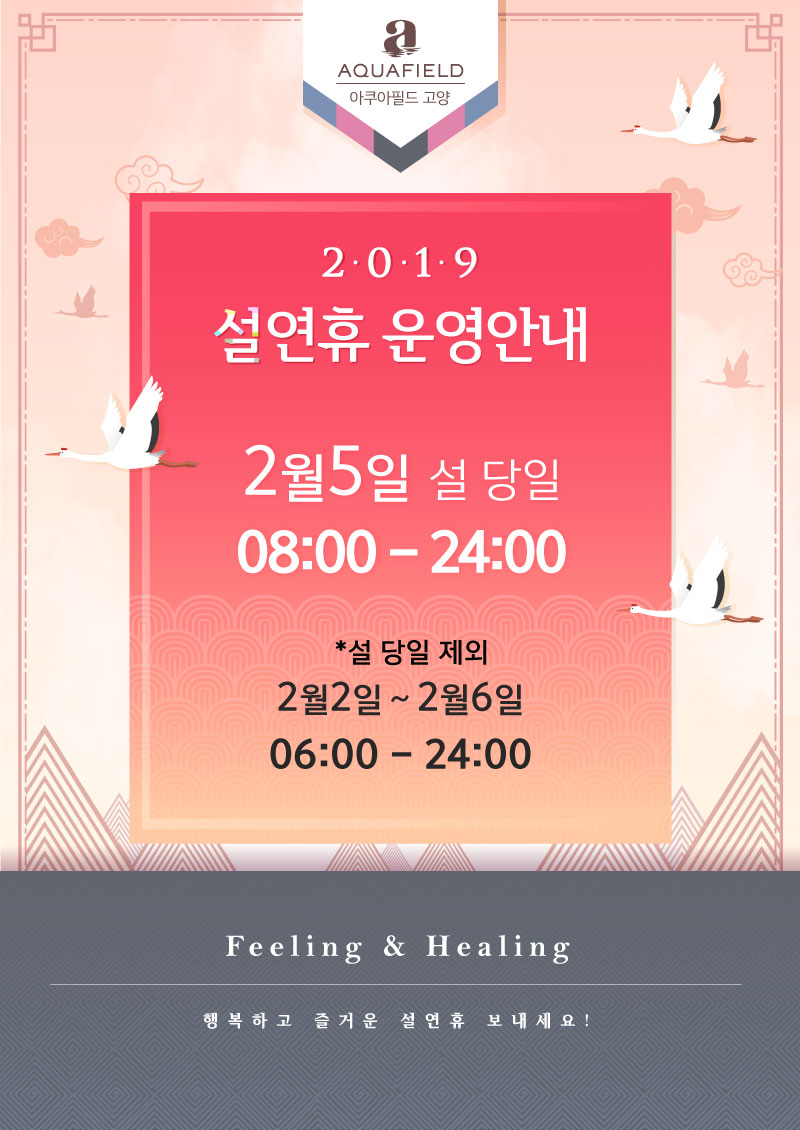 a
AQUAFIELD
아쿠아필드 고양
2·0·1·9
설연휴 운영안내
2월5일 설 당일
08:00 – 24:00
*설 당일 제외
2월2일 ~ 2월6일
06:00 – 24:00
Feeling & Healing
행복하고 즐거운 설연휴 보내세요!